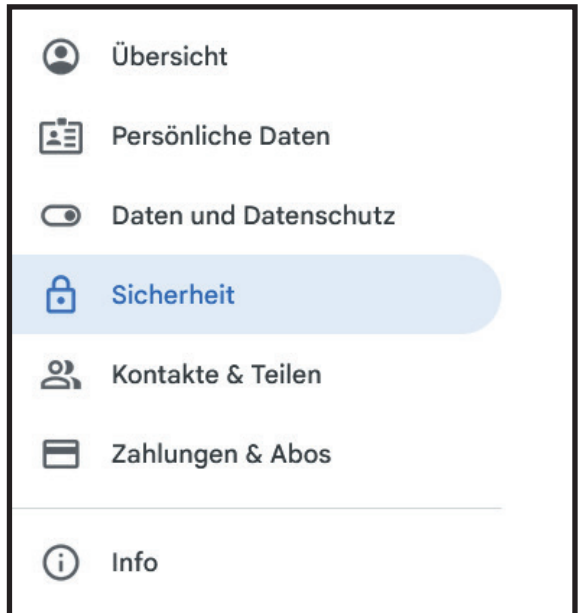 Übersicht
Persönliche Daten
Daten und Datenschutz
Sicherheit
Kontakte & Teilen
Zahlungen & Abos
Info